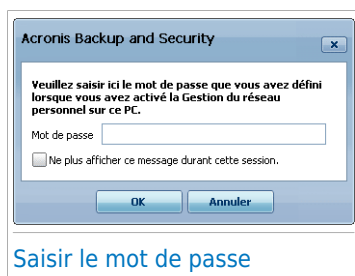 Acronis Backup and Security
Veuillez saisir ici le mot de passe que vous avez défini
lorsque vous avez activé la Gestion du réseau
personnel sur ce PC.
Mot de passe
Ne plus afficher ce message durant cette session.
OK
Annuler
Saisir le mot de passe